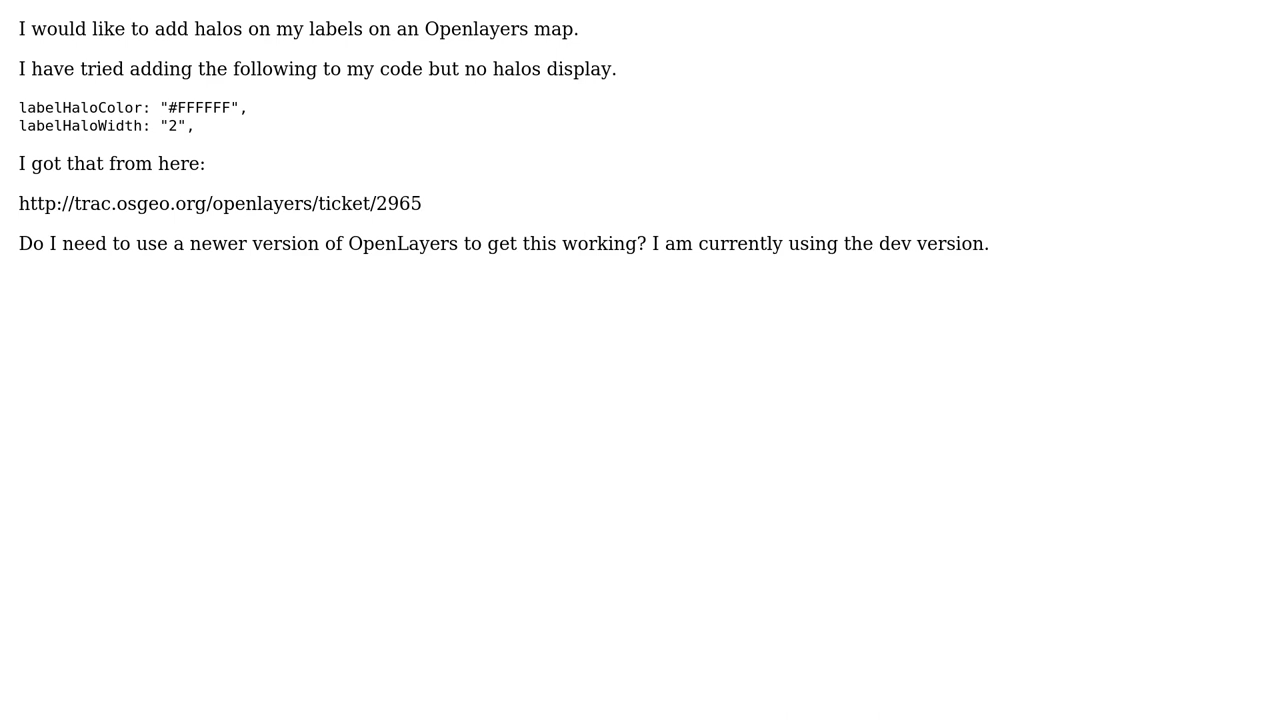 I would like to add halos on my labels on an Openlayers map.
I have tried adding the following to my code but no halos display.
labelHaloColor: "#FFFFFF",
labelHaloWidth: "2",
I got that from here:
http://trac.osgeo.org/openlayers/ticket/2965
Do I need to use a newer version of OpenLayers to get this working? I am currently using the dev version.